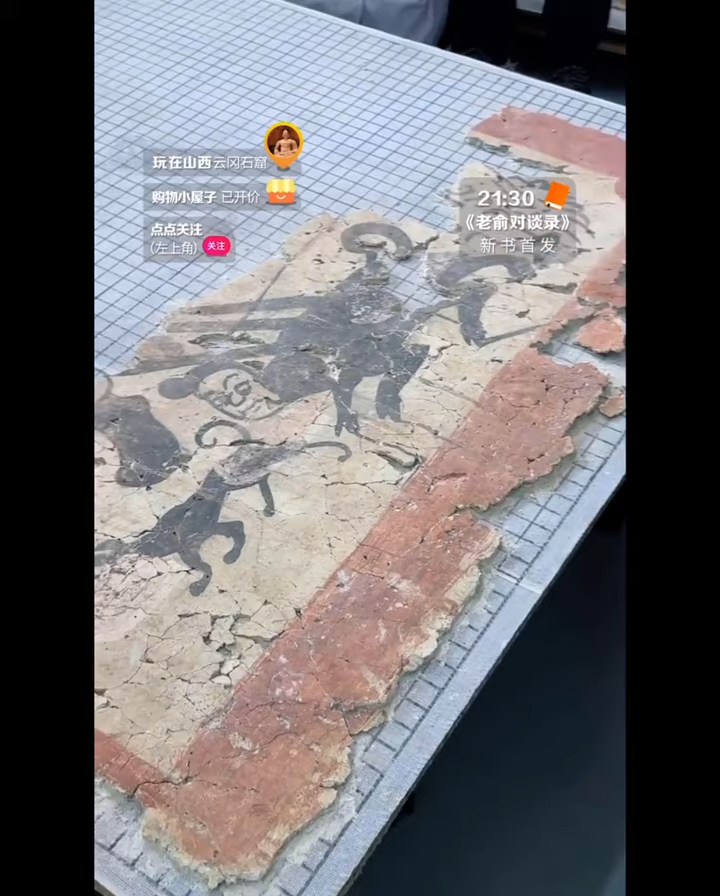 玩在山西云冈石窟
购物小屋子 已开价
点点关注
(左上角) 关注
21:30
《老俞对谈录》
新书首发